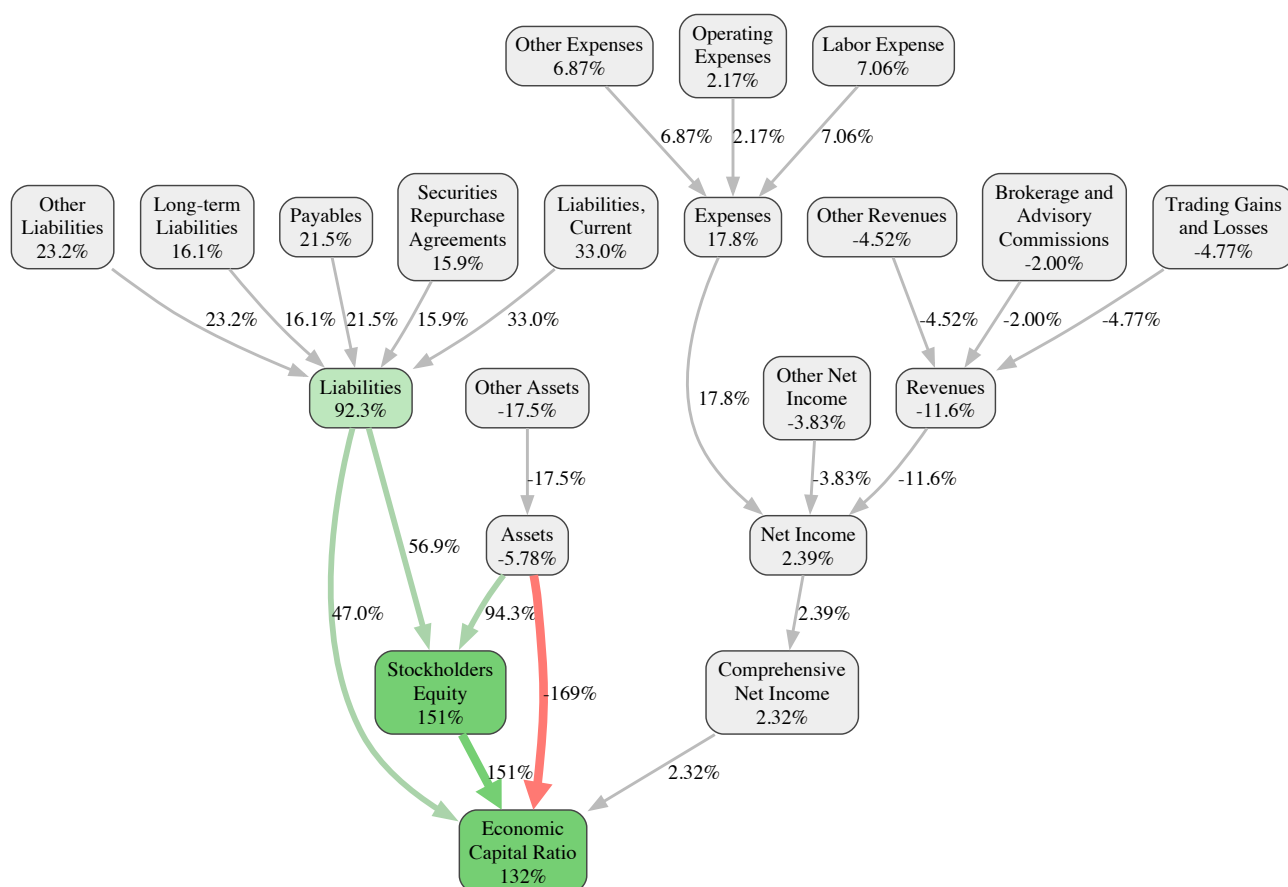 Other Expenses
6.87%
Operating
Expenses
2.17%
Labor Expense
7.06%
6.87%
2.17%
7.06%
Other
Liabilities
23.2%
Long-term
Liabilities
16.1%
Payables
21.5%
Securities
Repurchase
Agreements
15.9%
Liabilities,
Current
33.0%
Expenses
17.8%
Other Revenues
-4.52%
Brokerage and
Advisory
Commissions
-2.00%
Trading Gains
and Losses
-4.77%
23.2%
16.1%
21.5%
15.9%
33.0%
-4.52%
-2.00%
-4.77%
Liabilities
92.3%
Other Assets
-17.5%
17.8%
Other Net
Income
-3.83%
Revenues
-11.6%
-17.5%
-3.83%
-11.6%
56.9%
Assets
-5.78%
Net Income
2.39%
47.0%
94.3%
2.39%
Stockholders
Equity
151%
-169%
Comprehensive
Net Income
2.32%
151%
2.32%
Economic
Capital Ratio
132%